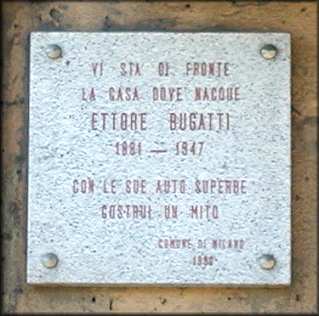 VI STA DI FRONTE
LA CASA DOVE NACQUE
ETTORE BUGATTI
1881 — 1947
CON LE SUE AUTO SUPERBE
COSTRUÌ UN MITO
COMUNE DI MILANO
1990